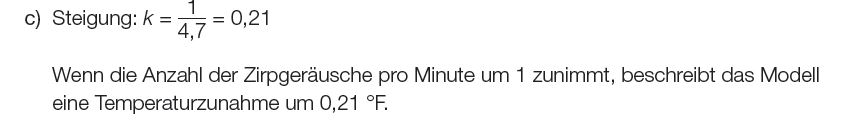 c) Steigung: k = 1/4,7 = 0,21
Wenn die Anzahl der Zirpgeräusche pro Minute um 1 zunimmt, beschreibt das Modell
eine Temperaturzunahme um 0,21 °F.